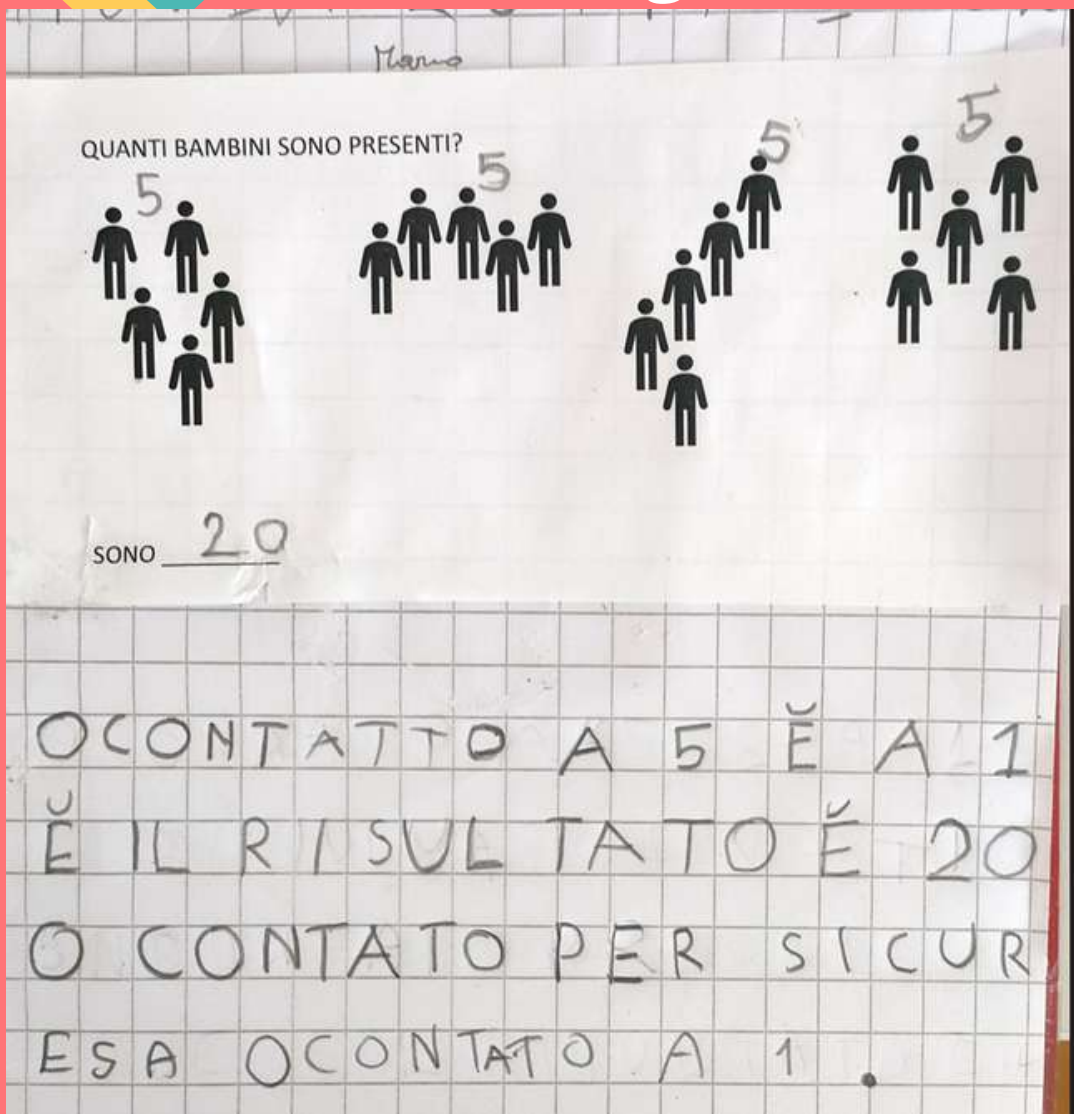 Marco
QUANTI BAMBINI SONO PRESENTI?
5 5 5 5
SONO 20
OCONTATTO A 5 Ĕ A 1
Ĕ IL RISULTATO Ĕ 20
O CONTATO PER SICUR
ESA OCONTATO A 1.